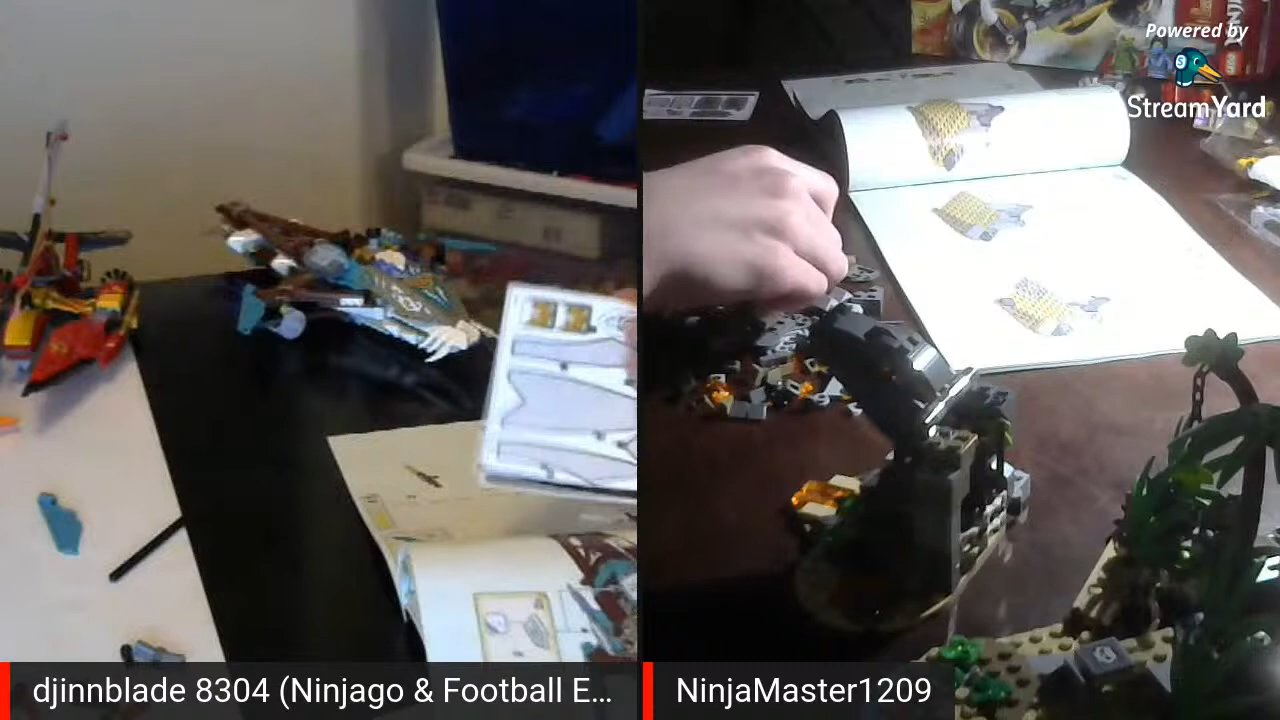 Powered by
StreamYard
djinnblade 8304 (Ninjago & Football E...
NinjaMaster1209